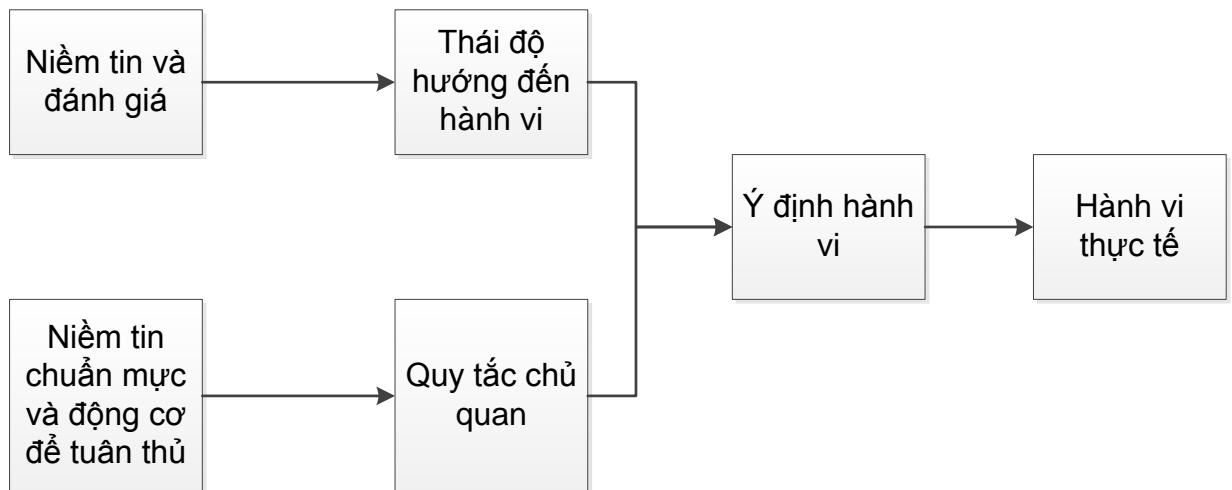 Niềm tin và
đánh giá
Thái độ
hướng đến
hành vi
Ý định hành
vi
Hành vi
thực tế
Niềm tin
chuẩn mực
và động cơ
để tuân thủ
Quy tắc chủ
quan